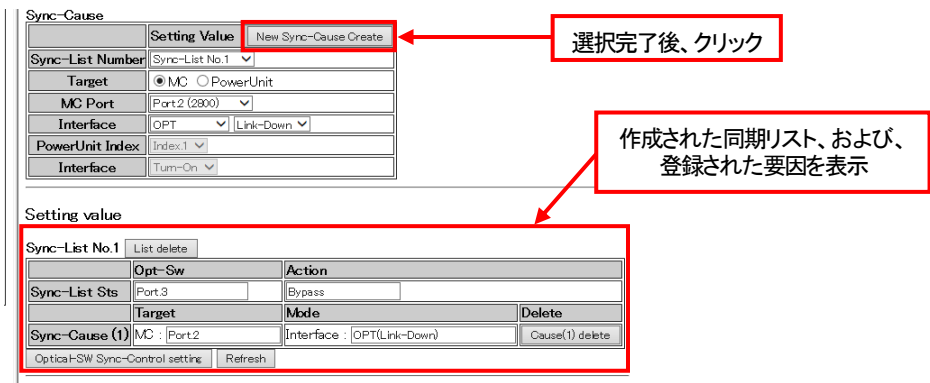 Sync-Cause
Setting Value New Sync-Cause Create
選択完了後、クリック
Sync-List Number Sync-List No.1
Target MC PowerUnit
MC Port Port.2 (2800)
Interface OPT Link-Down
PowerUnit Index Index.1
Interface Turn-On
作成された同期リスト、および、
登録された要因を表示
Setting value
Sync-List No.1 List delete
Opt-Sw Action
Sync-List Sts Port.3 Bypass
Target Mode Delete
Sync-Cause (1) MC : Port.2 Interface : OPT(Link-Down) Cause(1) delete
Optical-SW Sync-Control setting Refresh